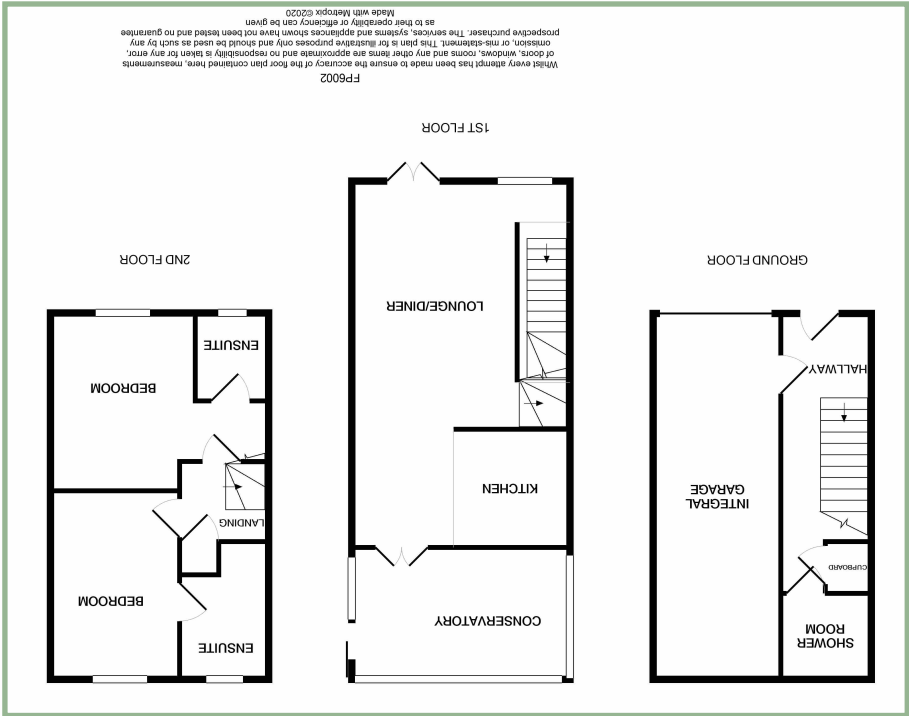 GROUND FLOOR
SHOWER
ROOM
CUPBOARD
INTEGRAL
GARAGE
HALLWAY
1ST FLOOR
CONSERVATORY
KITCHEN
LOUNGE/DINER
2ND FLOOR
ENSUITE
BEDROOM
LANDING
BEDROOM
ENSUITE
FP6002
Whilst every attempt has been made to ensure the accuracy of the floor plan contained here, measurements
of doors, windows, rooms and any other items are approximate and no responsibility is taken for any error,
omission, or mis-statement. This plan is for illustrative purposes only and should be used as such by any
prospective purchaser. The services, systems and appliances shown have not been tested and no guarantee
as to their operability or efficiency can be given
Made with Metropix ©2020